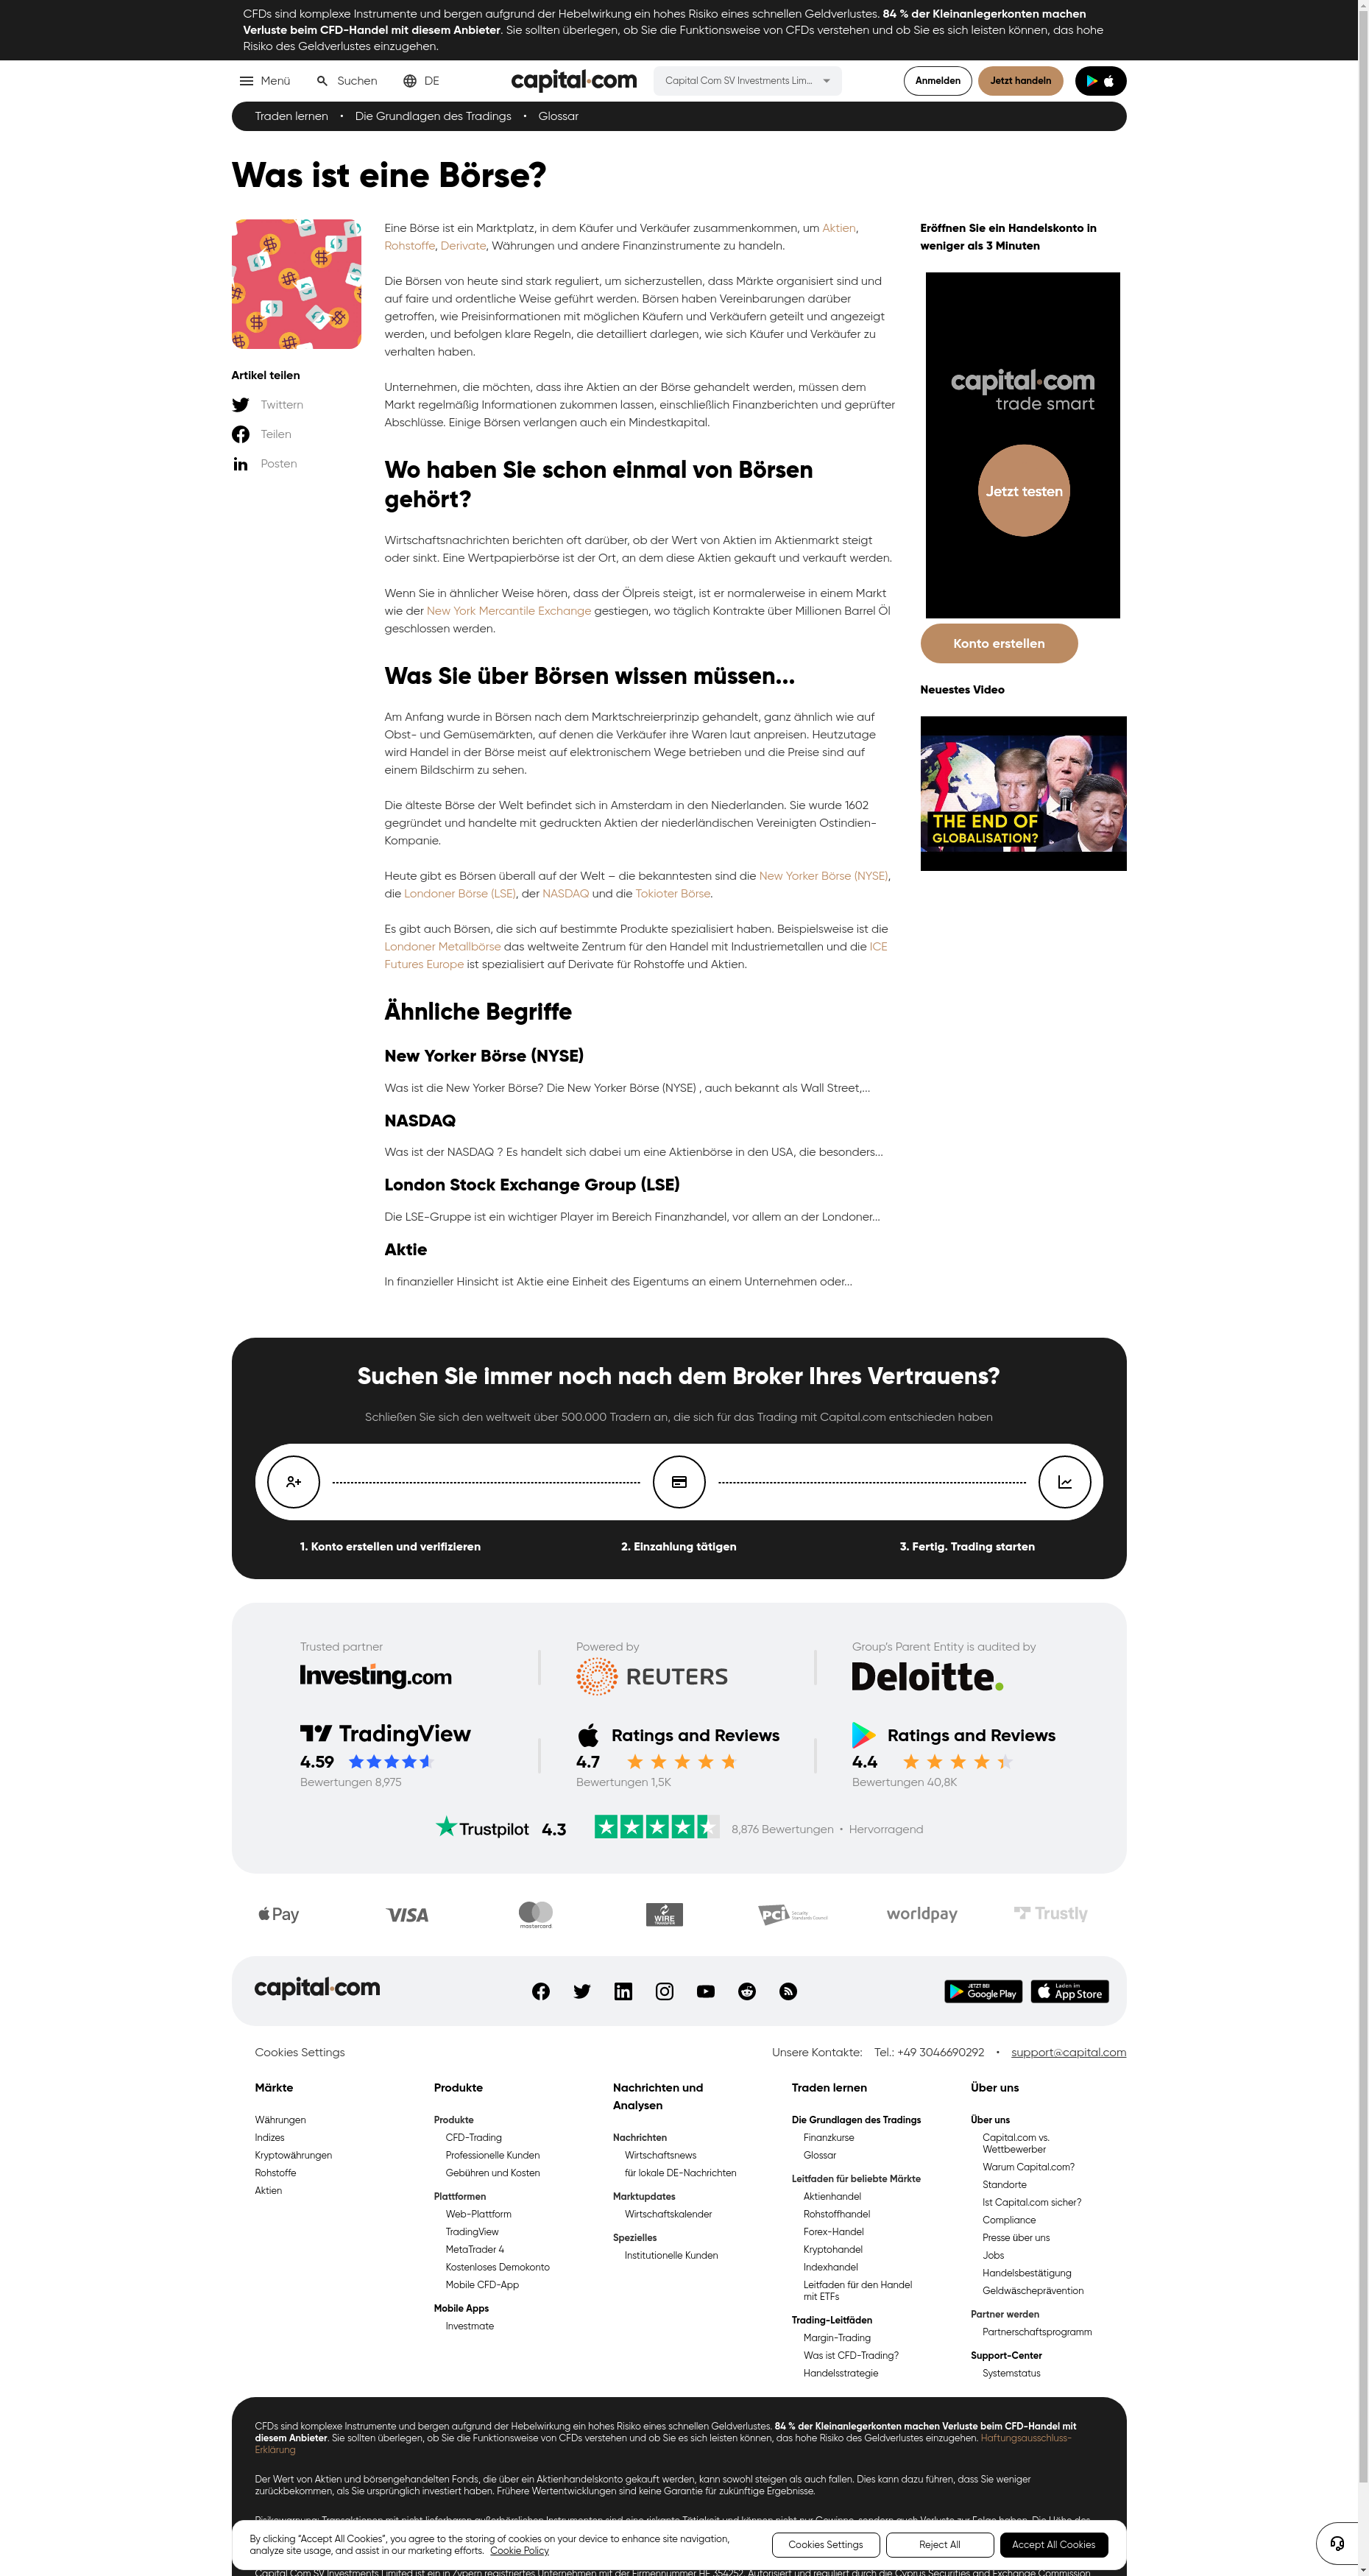 CFDs sind komplexe Instrumente und bergen aufgrund der Hebelwirkung ein hohes Risiko eines schnellen Geldverlustes. 84 % der Kleinanlegerkonten machen
Verluste beim CFD-Handel mit diesem Anbieter. Sie sollten überlegen, ob Sie die Funktionsweise von CFDs verstehen und ob Sie es sich leisten können, das hohe
Risiko des Geldverlustes einzugehen.
Menü Suchen DE capital.com Capital Com SV Investments Lim... Anmelden Jetzt handeln
Traden lernen • Die Grundlagen des Tradings • Glossar
Was ist eine Börse?
Artikel teilen
Twittern
Teilen
Posten
Eine Börse ist ein Marktplatz, in dem Käufer und Verkäufer zusammenkommen, um Aktien,
Rohstoffe, Derivate, Währungen und andere Finanzinstrumente zu handeln.
Die Börsen von heute sind stark reguliert, um sicherzustellen, dass Märkte organisiert sind und
auf faire und ordentliche Weise geführt werden. Börsen haben Vereinbarungen darüber
getroffen, wie Preisinformationen mit möglichen Käufern und Verkäufern geteilt und angezeigt
werden, und befolgen klare Regeln, die detailliert darlegen, wie sich Käufer und Verkäufer zu
verhalten haben.
Unternehmen, die möchten, dass ihre Aktien an der Börse gehandelt werden, müssen dem
Markt regelmäßig Informationen zukommen lassen, einschließlich Finanzberichten und geprüfter
Abschlüsse. Einige Börsen verlangen auch ein Mindestkapital.
Wo haben Sie schon einmal von Börsen
gehört?
Wirtschaftsnachrichten berichten oft darüber, ob der Wert von Aktien im Aktienmarkt steigt
oder sinkt. Eine Wertpapierbörse ist der Ort, an dem diese Aktien gekauft und verkauft werden.
Wenn Sie in ähnlicher Weise hören, dass der Ölpreis steigt, ist er normalerweise in einem Markt
wie der New York Mercantile Exchange gestiegen, wo täglich Kontrakte über Millionen Barrel Öl
geschlossen werden.
Was Sie über Börsen wissen müssen...
Am Anfang wurde in Börsen nach dem Marktschreierprinzip gehandelt, ganz ähnlich wie auf
Obst- und Gemüsemärkten, auf denen die Verkäufer ihre Waren laut anpreisen. Heutzutage
wird Handel in der Börse meist auf elektronischem Wege betrieben und die Preise sind auf
einem Bildschirm zu sehen.
Die älteste Börse der Welt befindet sich in Amsterdam in den Niederlanden. Sie wurde 1602
gegründet und handelte mit gedruckten Aktien der niederländischen Vereinigten Ostindien-
Kompanie.
Heute gibt es Börsen überall auf der Welt – die bekanntesten sind die New Yorker Börse (NYSE),
die Londoner Börse (LSE), der NASDAQ und die Tokioter Börse.
Es gibt auch Börsen, die sich auf bestimmte Produkte spezialisiert haben. Beispielsweise ist die
Londoner Metallbörse das weltweite Zentrum für den Handel mit Industriemetallen und die ICE
Futures Europe ist spezialisiert auf Derivate für Rohstoffe und Aktien.
Ähnliche Begriffe
New Yorker Börse (NYSE)
Was ist die New Yorker Börse? Die New Yorker Börse (NYSE) , auch bekannt als Wall Street,...
NASDAQ
Was ist der NASDAQ ? Es handelt sich dabei um eine Aktienbörse in den USA, die besonders...
London Stock Exchange Group (LSE)
Die LSE-Gruppe ist ein wichtiger Player im Bereich Finanzhandel, vor allem an der Londoner...
Aktie
In finanzieller Hinsicht ist Aktie eine Einheit des Eigentums an einem Unternehmen oder...
Eröffnen Sie ein Handelskonto in
weniger als 3 Minuten
capital.com
trade smart
Jetzt testen
Konto erstellen
Neuestes Video
THE END OF
GLOBALISATION?
Suchen Sie immer noch nach dem Broker Ihres Vertrauens?
Schließen Sie sich den weltweit über 500.000 Tradern an, die sich für das Trading mit Capital.com entschieden haben
1. Konto erstellen und verifizieren 2. Einzahlung tätigen 3. Fertig. Trading starten
Trusted partner Powered by Group's Parent Entity is audited by
Investing.com REUTERS Deloitte.
TradingView Ratings and Reviews Ratings and Reviews
4.59 4.7 4.4
Bewertungen 8,975 Bewertungen 1,5K Bewertungen 40,8K
Trustpilot 4.3 8,876 Bewertungen • Hervorragend
Pay VISA mastercard WIRE TRANSFER PCI Security Standards Council worldpay Trustly
capital.com JETZT BEI Google Play Laden im App Store
Cookies Settings Unsere Kontakte: Tel.: +49 3046690292 • support@capital.com
Märkte
Währungen
Indizes
Kryptowährungen
Rohstoffe
Aktien
Produkte
Produkte
CFD-Trading
Professionelle Kunden
Gebühren und Kosten
Plattformen
Web-Plattform
TradingView
MetaTrader 4
Kostenloses Demokonto
Mobile CFD-App
Mobile Apps
Investmate
Nachrichten und
Analysen
Nachrichten
Wirtschaftsnews
für lokale DE-Nachrichten
Marktupdates
Wirtschaftskalender
Spezielles
Institutionelle Kunden
Traden lernen
Die Grundlagen des Tradings
Finanzkurse
Glossar
Leitfaden für beliebte Märkte
Aktienhandel
Rohstoffhandel
Forex-Handel
Kryptohandel
Indexhandel
Leitfaden für den Handel
mit ETFs
Trading-Leitfäden
Margin-Trading
Was ist CFD-Trading?
Handelsstrategie
Über uns
Über uns
Capital.com vs.
Wettbewerber
Warum Capital.com?
Standorte
Ist Capital.com sicher?
Compliance
Presse über uns
Jobs
Handelsbestätigung
Geldwäscheprävention
Partner werden
Partnerschaftsprogramm
Support-Center
Systemstatus
CFDs sind komplexe Instrumente und bergen aufgrund der Hebelwirkung ein hohes Risiko eines schnellen Geldverlustes. 84 % der Kleinanlegerkonten machen Verluste beim CFD-Handel mit
diesem Anbieter. Sie sollten überlegen, ob Sie die Funktionsweise von CFDs verstehen und ob Sie es sich leisten können, das hohe Risiko des Geldverlustes einzugehen. Haftungsausschluss-
Erklärung
Der Wert von Aktien und börsengehandelten Fonds, die über ein Aktienhandelskonto gekauft werden, kann sowohl steigen als auch fallen. Dies kann dazu führen, dass Sie weniger
zurückbekommen, als Sie ursprünglich investiert haben. Frühere Wertentwicklungen sind keine Garantie für zukünftige Ergebnisse.
By clicking "Accept All Cookies", you agree to the storing of cookies on your device to enhance site navigation,
analyze site usage, and assist in our marketing efforts. Cookie Policy
Cookies Settings Reject All Accept All Cookies
Capital Com SV Investments Limited ist ein in Zypern registriertes Unternehmen mit der Firmennummer HE 354252. Autorisiert und reguliert durch die Cyprus Securities and Exchange Commission